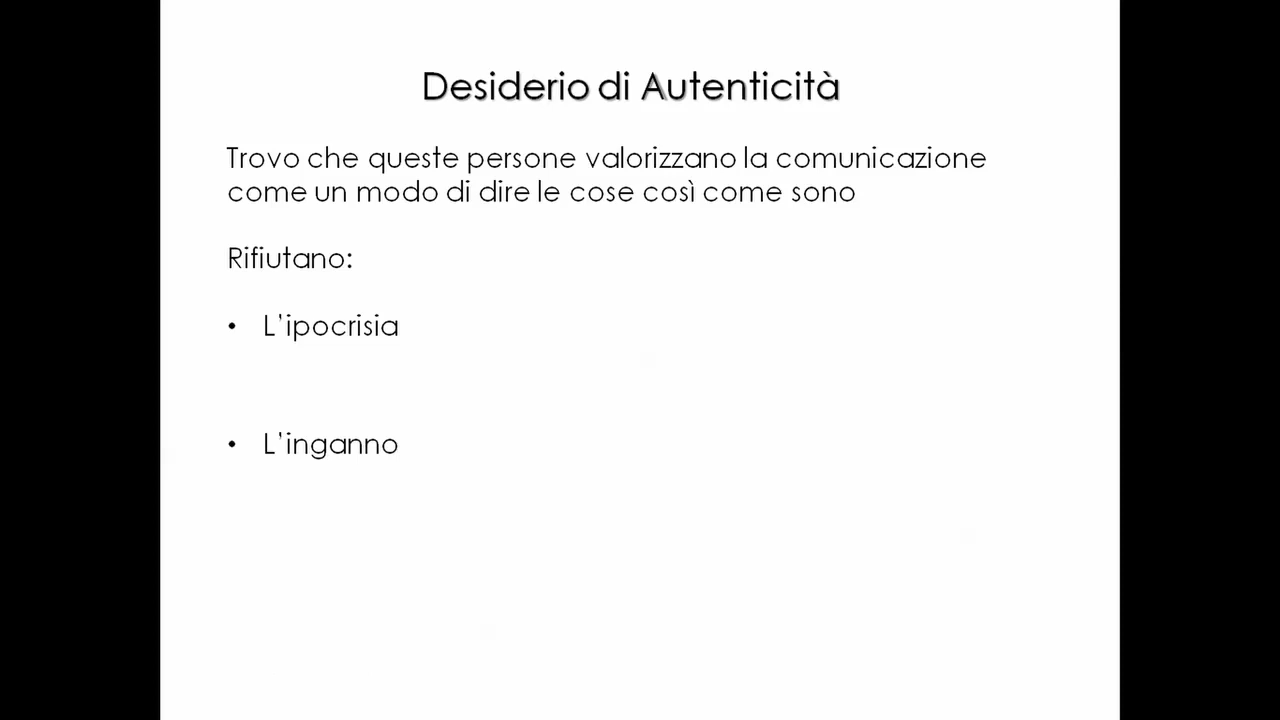 Desiderio di Autenticità
Trovo che queste persone valorizzano la comunicazione
come un modo di dire le cose così come sono
Rifiutano:
• L'ipocrisia
• L'inganno